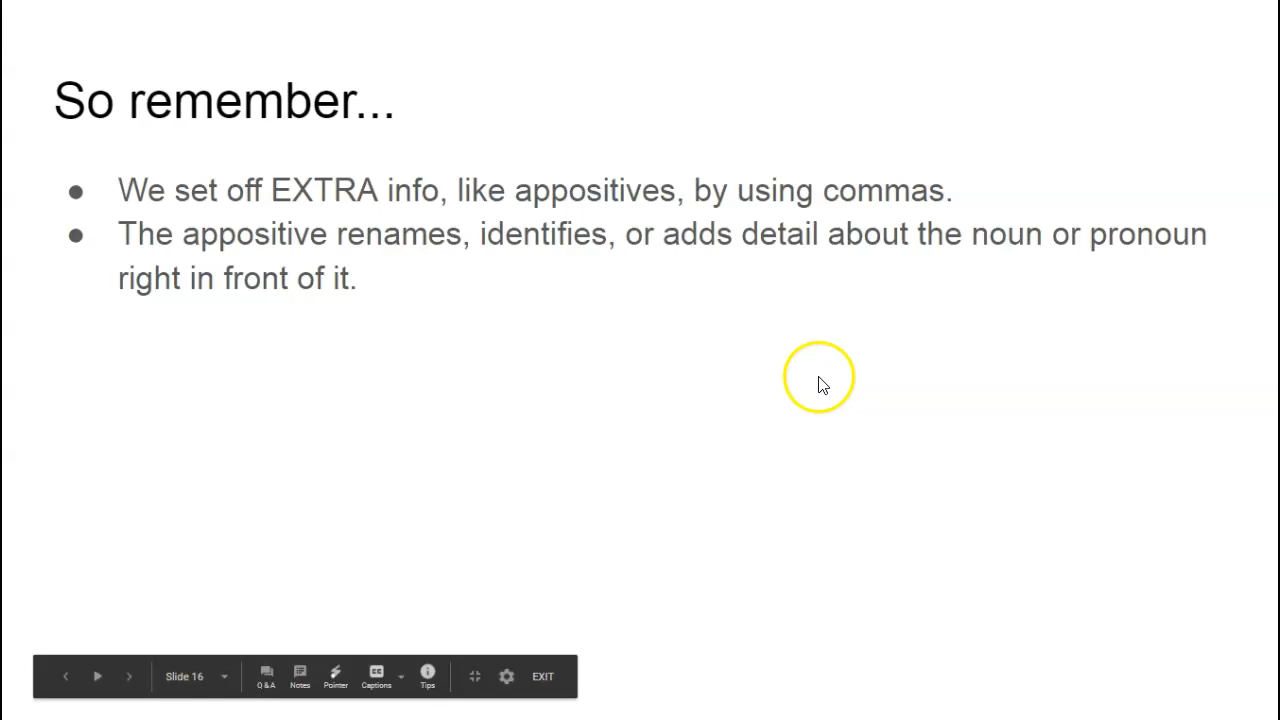 So remember...
● We set off EXTRA info, like appositives, by using commas.
● The appositive renames, identifies, or adds detail about the noun or pronoun
right in front of it.
Slide 16
Q&A
Notes
Pointer
CC
Captions
Tips
EXIT